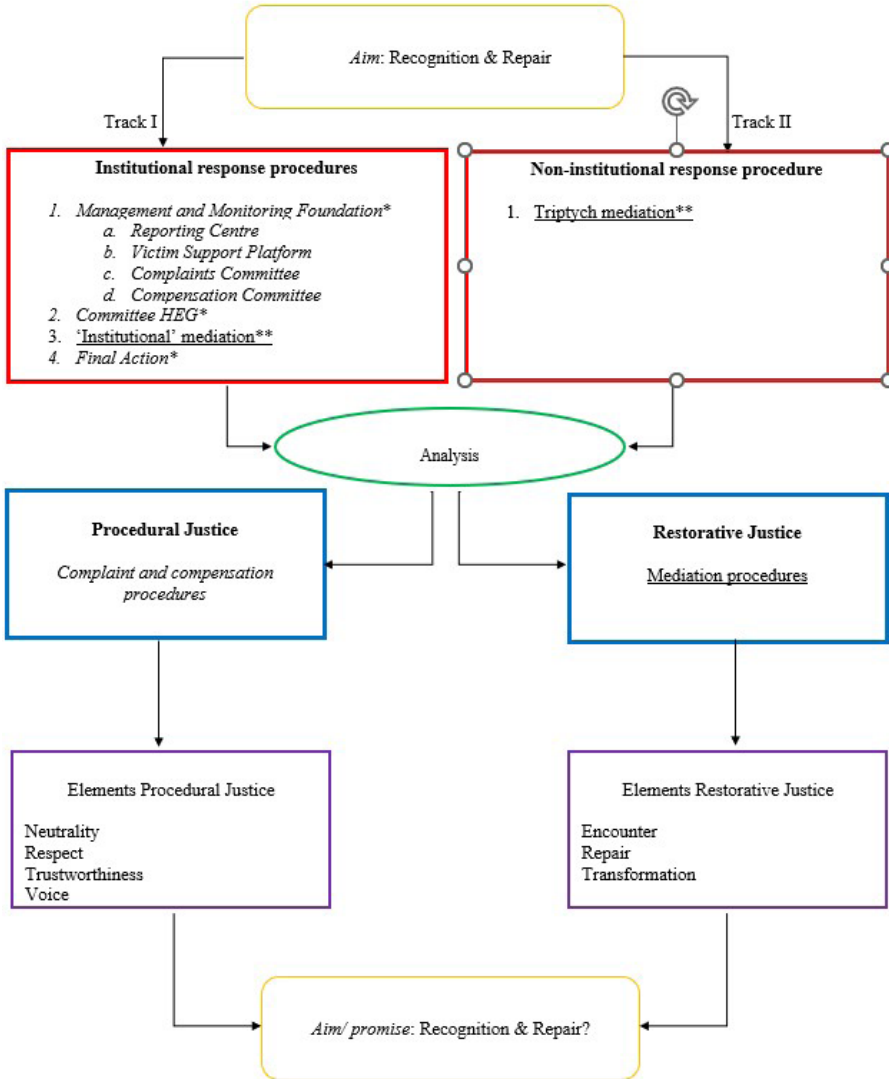 Aim: Recognition & Repair
Track I
Track II
Institutional response procedures
1. Management and Monitoring Foundation*
a. Reporting Centre
b. Victim Support Platform
c. Complaints Committee
d. Compensation Committee
2. Committee HEG*
3. ‘Institutional’ mediation**
4. Final Action*
Non-institutional response procedure
1. Triptych mediation**
Analysis
Procedural Justice
Complaint and compensation
procedures
Restorative Justice
Mediation procedures
Elements Procedural Justice
Neutrality
Respect
Trustworthiness
Voice
Elements Restorative Justice
Encounter
Repair
Transformation
Aim/ promise: Recognition & Repair?